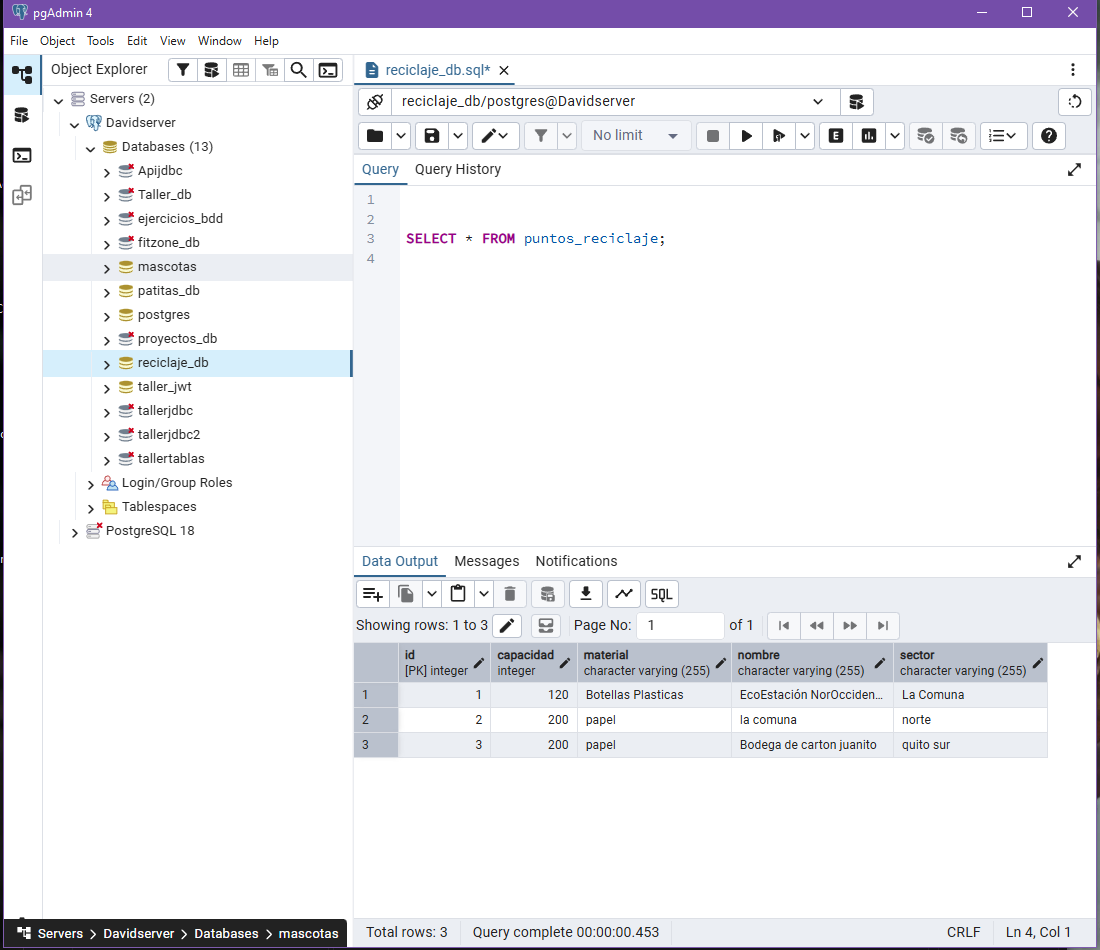 pgAdmin 4
File Object Tools Edit View Window Help
Object Explorer
Servers (2)
Davidserver
Databases (13)
Apijdbc
Taller_db
ejercicios_bdd
fitzone_db
mascotas
patitas_db
postgres
proyectos_db
reciclaje_db
taller_jwt
tallerjdbc
tallerjdbc2
tallertablas
Login/Group Roles
Tablespaces
PostgreSQL 18
Servers > Davidserver > Databases > mascotas
reciclaje_db.sql*
reciclaje_db/postgres@Davidserver
No limit
E
Query Query History
1
2
3 SELECT * FROM puntos_reciclaje;
4
Data Output Messages Notifications
SQL
Showing rows: 1 to 3 Page No: 1 of 1
id capacidad material nombre sector
[PK] integer integer character varying (255) character varying (255) character varying (255)
1 1 120 Botellas Plasticas EcoEstación NorOcciden... La Comuna
2 2 200 papel la comuna norte
3 3 200 papel Bodega de carton juanito quito sur
Total rows: 3 Query complete 00:00:00.453 CRLF Ln 4, Col 1